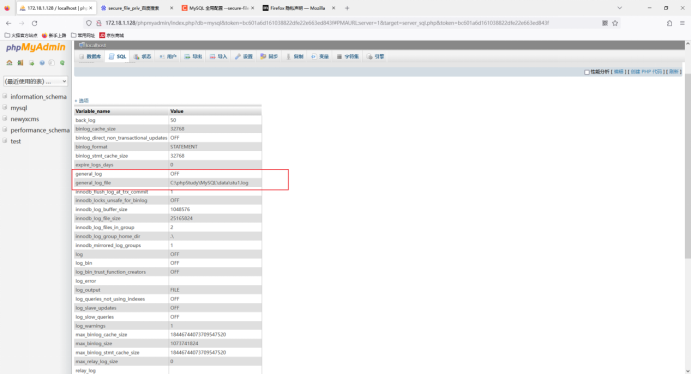 172.18.1.128 / localhost |
secure_file_priv_百度搜索
MySQL 全局配置 --secure-file
Firefox 隐私声明 — Mozilla
172.18.1.128/phpmyadmin/index.php?db=mysql&token=
火狐官方站点
新手上路
常用网址
京东商城
phpMyAdmin
(最近使用的表) ...
information_schema
mysql
newyxcms
performance_schema
test
localhost
数据库
SQL
状态
用户
导出
导入
设置
同步
复制
变量
字符集
引擎
性能分析 [ 编辑 ] [ 创建 PHP 代码 ] [ 刷新 ]
+ 选项
Variable_name Value
back_log 50
binlog_cache_size 32768
binlog_direct_non_transactional_updates OFF
binlog_format STATEMENT
binlog_stmt_cache_size 32768
expire_logs_days 0
general_log OFF
general_log_file C:\phpStudy\MySQL\data\stu1.log
innodb_flush_log_at_trx_commit 1
innodb_locks_unsafe_for_binlog OFF
innodb_log_buffer_size 1048576
innodb_log_file_size 25165824
innodb_log_files_in_group 2
innodb_log_group_home_dir .\
innodb_mirrored_log_groups 1
log OFF
log_bin OFF
log_bin_trust_function_creators OFF
log_error
log_output FILE
log_queries_not_using_indexes OFF
log_slave_updates OFF
log_slow_queries OFF
log_warnings 1
max_binlog_cache_size 18446744073709547520
max_binlog_size 1073741824
max_binlog_stmt_cache_size 18446744073709547520
max_relay_log_size 0
relay_log